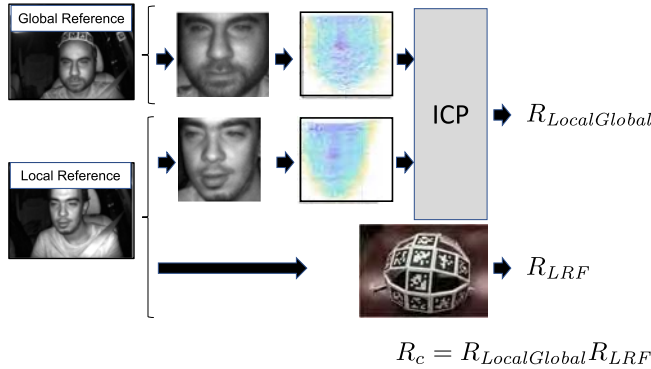 Global Reference
ICP
R_{LocalGlobal}
Local Reference
R_{LRF}
R_c = R_{LocalGlobal}R_{LRF}